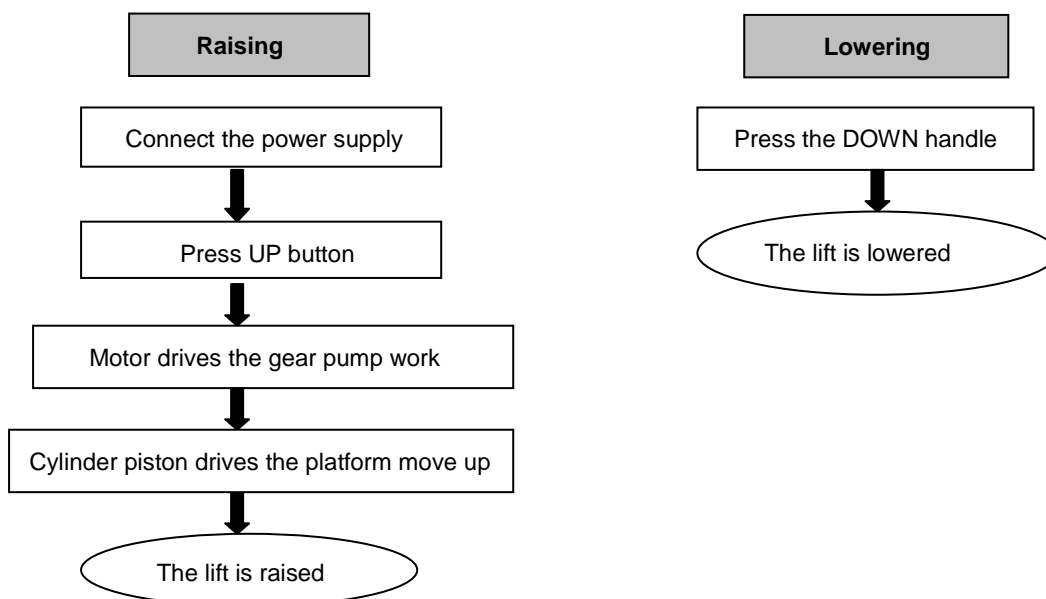 Raising
Connect the power supply
Press UP button
Motor drives the gear pump work
Cylinder piston drives the platform move up
The lift is raised
Lowering
Press the DOWN handle
The lift is lowered